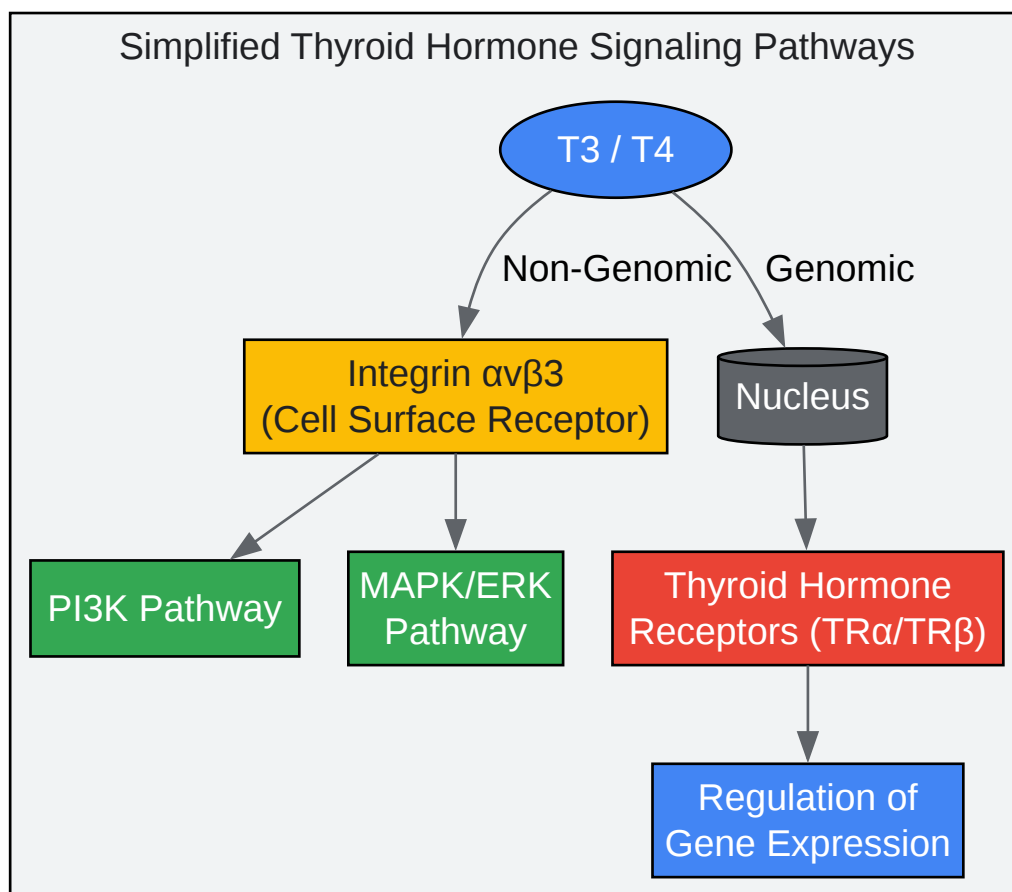 Simplified Thyroid Hormone Signaling Pathways
T3 / T4
Non-Genomic
Genomic
Integrin αvβ3
(Cell Surface Receptor)
Nucleus
PI3K Pathway
MAPK/ERK
Pathway
Thyroid Hormone
Receptors (TRα/TRβ)
Regulation of
Gene Expression